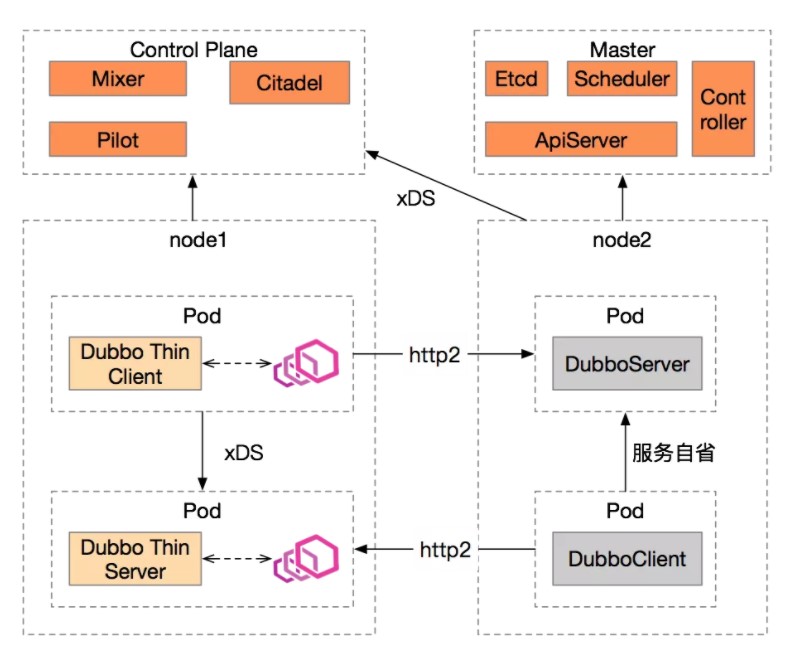 Control Plane
Mixer
Citadel
Pilot
Master
Etcd
Scheduler
Cont
roller
ApiServer
xDS
node1
node2
Pod
Dubbo Thin
Client
http2
Pod
DubboServer
xDS
服务自省
Pod
Dubbo Thin
Server
http2
Pod
DubboClient